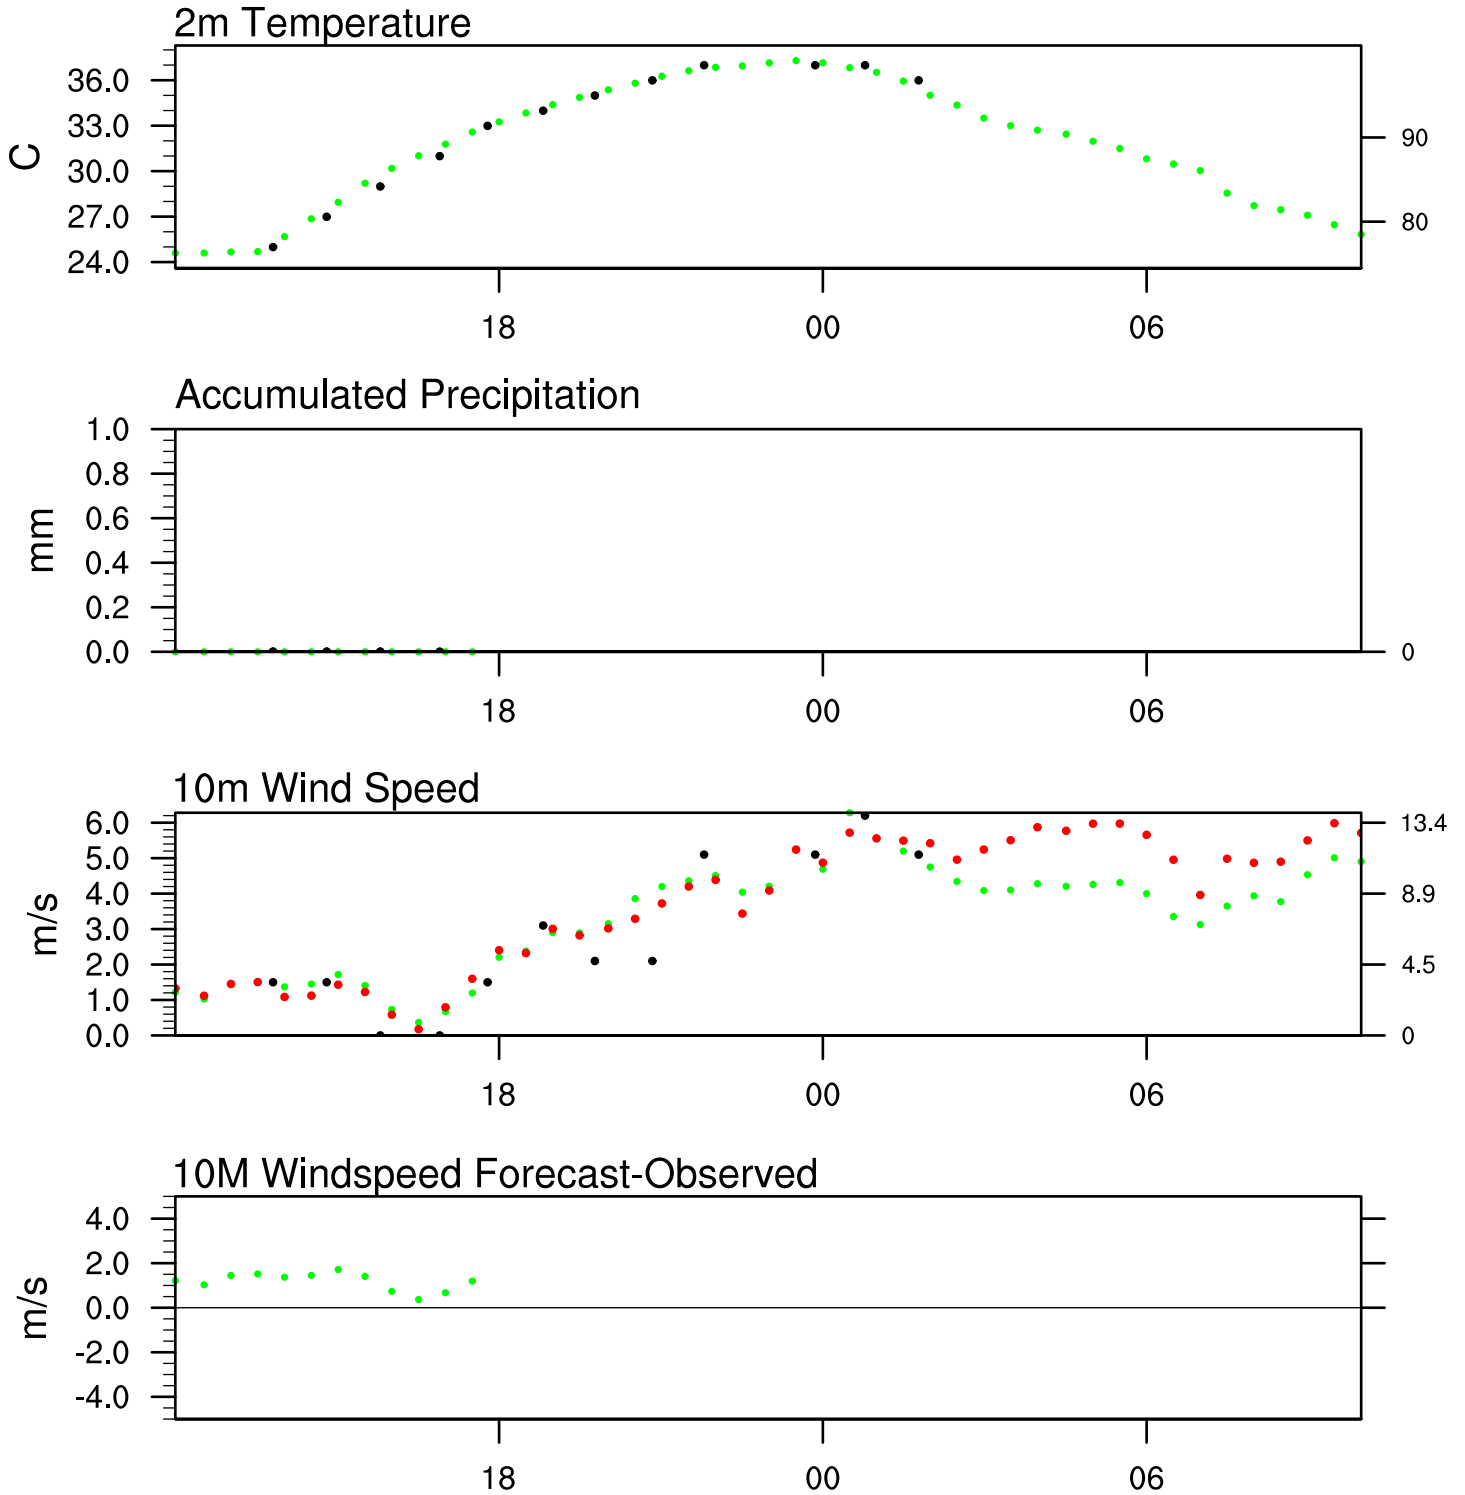 2m Temperature
36.0
33.0
30.0
27.0
24.0
C
90
80
18 00 06
Accumulated Precipitation
1.0
0.8
0.6
0.4
0.2
0.0
mm
0
18 00 06
10m Wind Speed
6.0
5.0
4.0
3.0
2.0
1.0
0.0
m/s
13.4
8.9
4.5
0
18 00 06
10M Windspeed Forecast-Observed
4.0
2.0
0.0
-2.0
-4.0
m/s
18 00 06